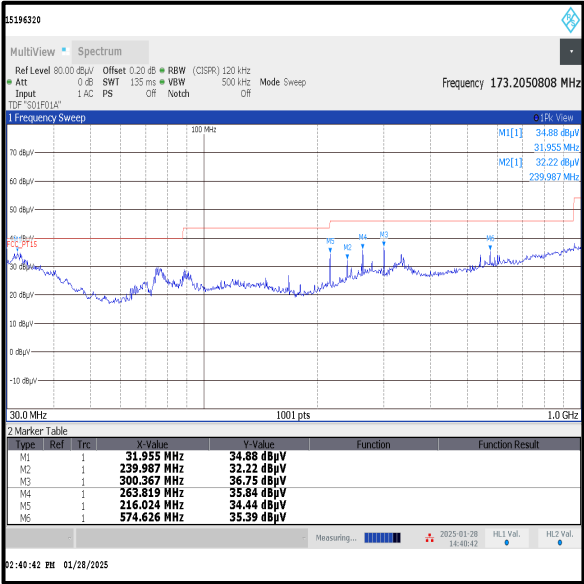 15196320
MultiView Spectrum
Ref Level 80.00 dBµV Offset 0.20 dB RBW (CISPR) 120 kHz
Att 0 dB SWT 135 ms VBW 500 kHz Mode Sweep
Input 1 AC PS Off Notch Off
Frequency 173.2050808 MHz
TDF "S01F01A"
1 Frequency Sweep
1Pk View
100 MHz
M1[1] 34.88 dBµV
31.955 MHz
M2[1] 32.22 dBµV
239.987 MHz
70 dBµV
60 dBµV
50 dBµV
FCC_PT15
30 dBµV
20 dBµV
10 dBµV
0 dBµV
-10 dBµV
M5
M2
M4
M3
M6
30.0 MHz 1001 pts 1.0 GHz
2 Marker Table
Type Ref Trc X-Value Y-Value Function Function Result
M1 1 31.955 MHz 34.88 dBµV
M2 1 239.987 MHz 32.22 dBµV
M3 1 300.367 MHz 36.75 dBµV
M4 1 263.819 MHz 35.84 dBµV
M5 1 216.024 MHz 34.44 dBµV
M6 1 574.626 MHz 35.39 dBµV
Measuring...
2025-01-28
14:40:42
HL1 Val.
HL2 Val.
02:40:42 PM 01/28/2025